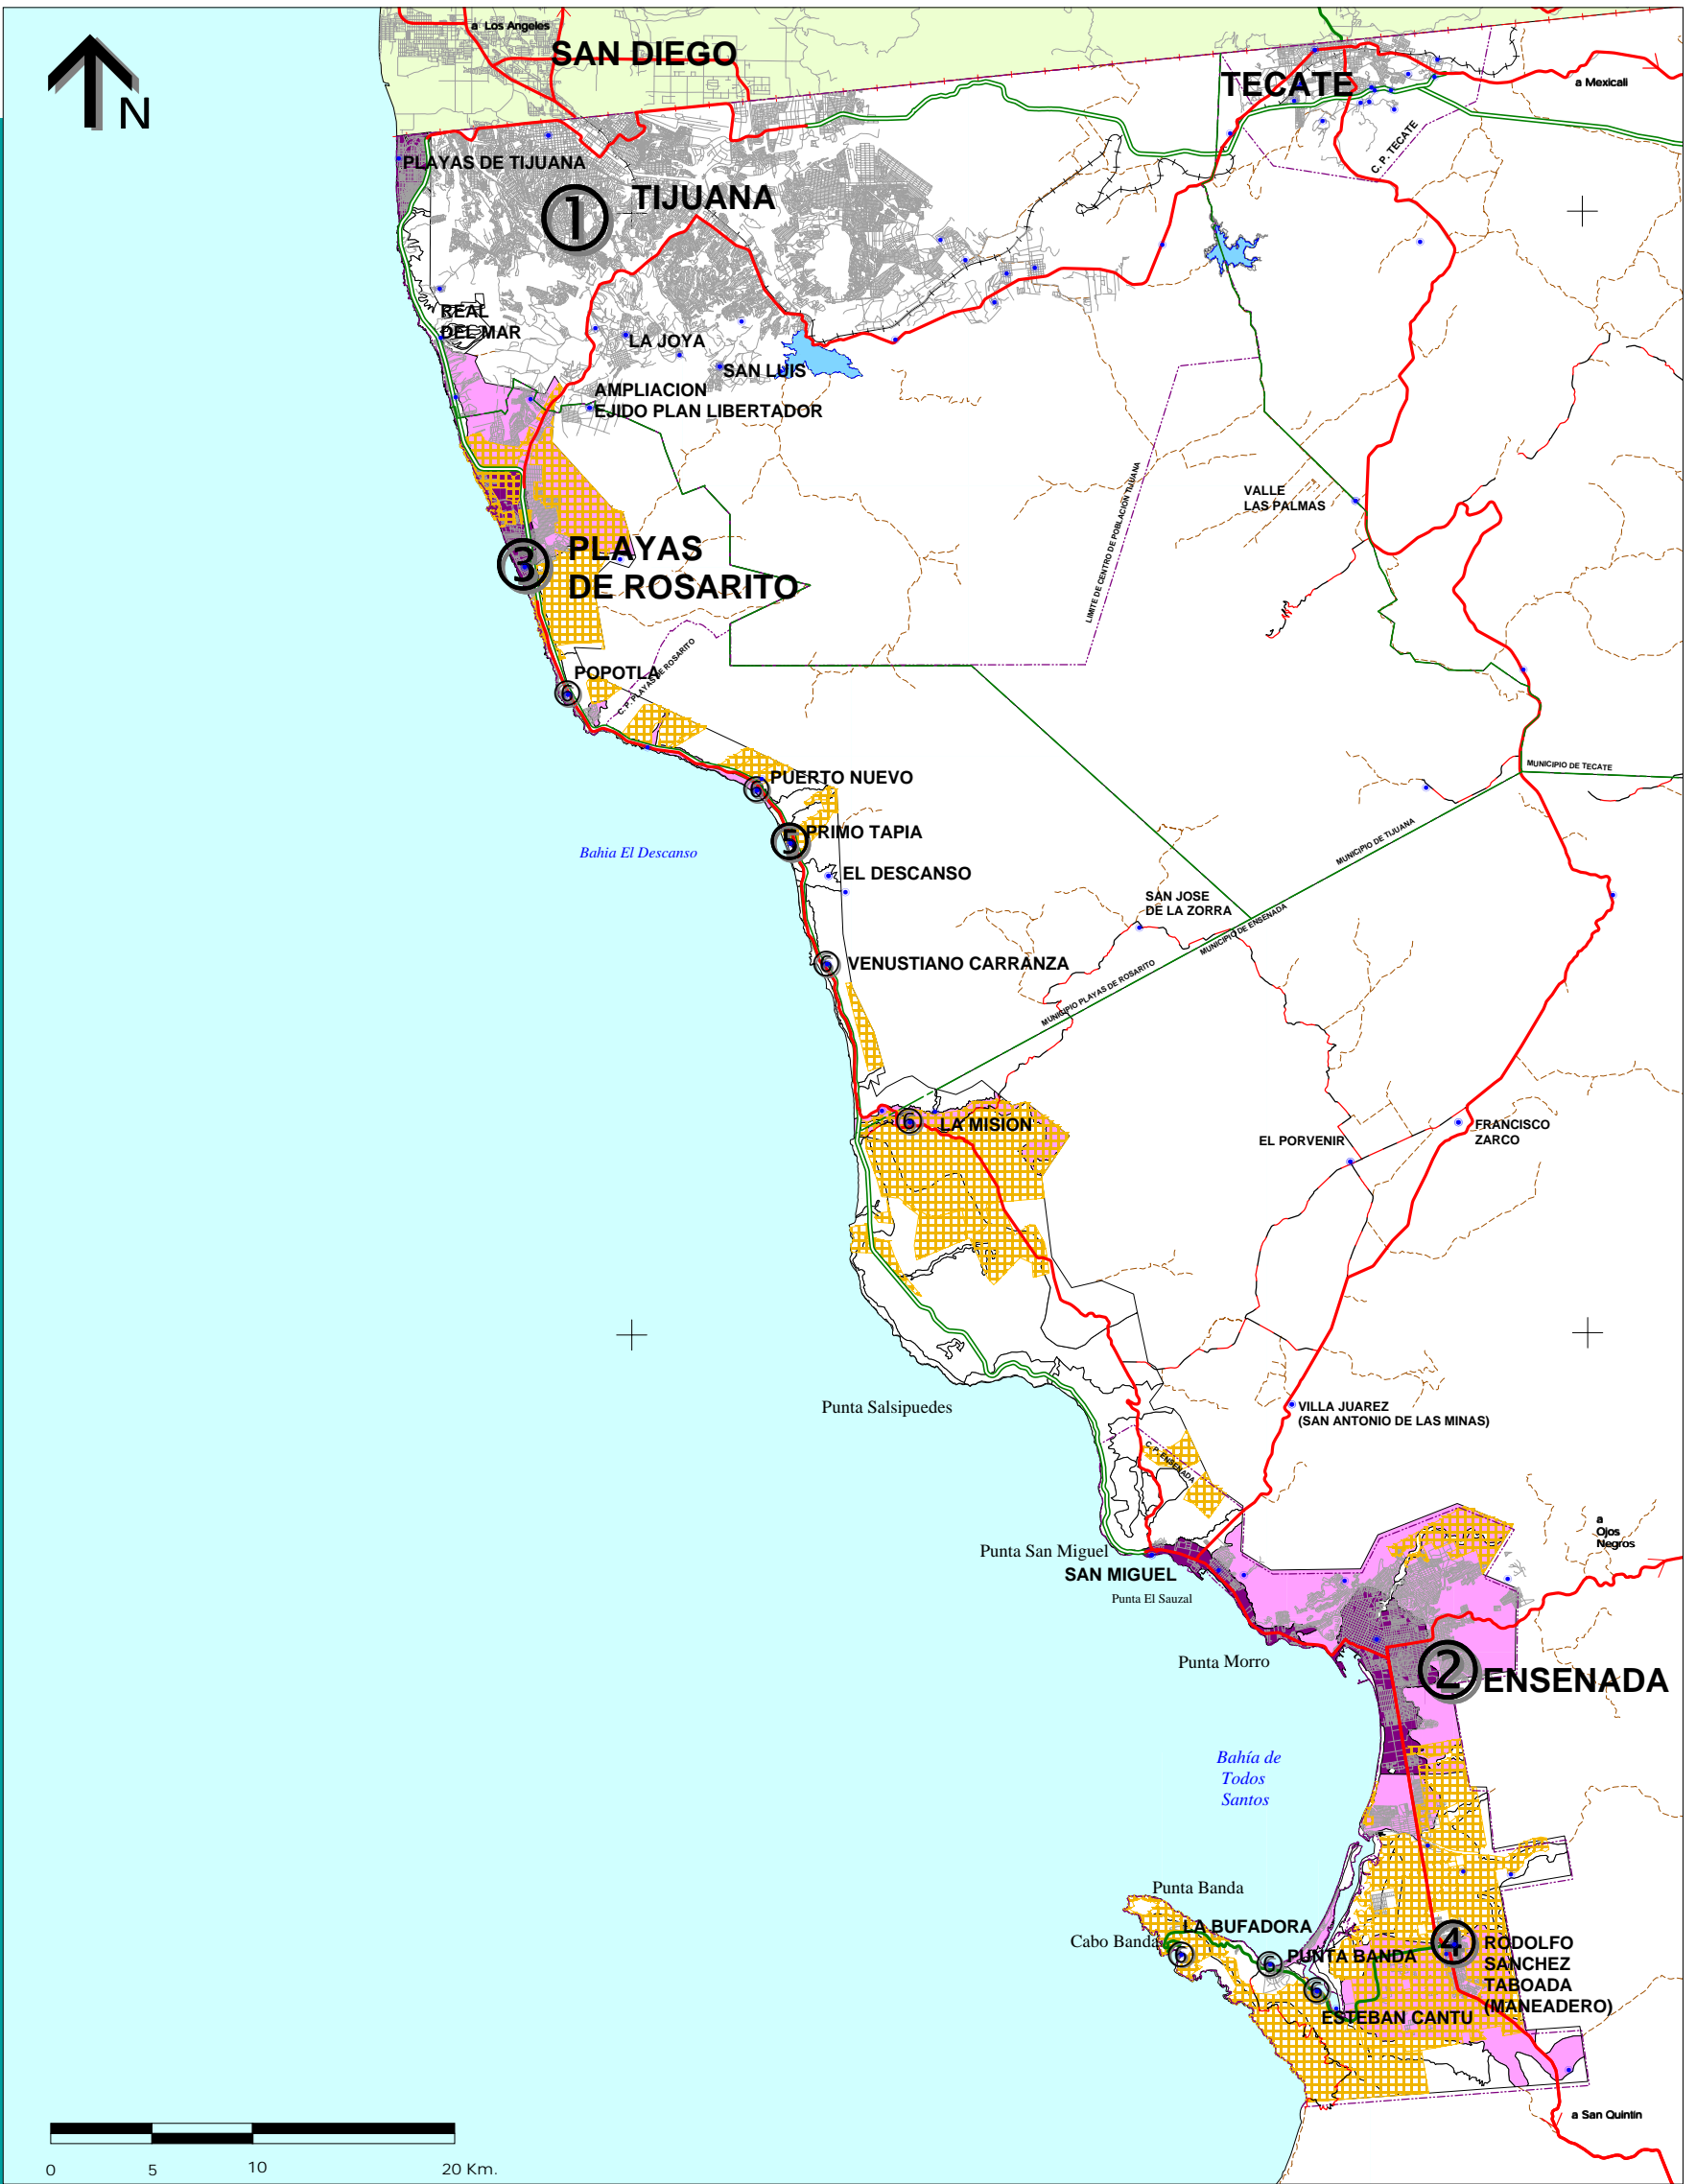 a Los Angeles
SAN DIEGO
N
TECATE
a Mexicali
C. P. TECATE
PLAYAS DE TIJUANA
1
TIJUANA
REAL
DEL MAR
LA JOYA
SAN LUIS
AMPLIACION
EJIDO PLAN LIBERTADOR
LIMITE DE CENTRO DE POBLACION TIJUANA
VALLE
LAS PALMAS
3
PLAYAS
DE ROSARITO
C. P. PLAYAS DE ROSARITO
POPOTLA
6
MUNICIPIO DE TECATE
PUERTO NUEVO
6
MUNICIPIO DE TIJUANA
5
PRIMO TAPIA
Bahia El Descanso
EL DESCANSO
SAN JOSE
DE LA ZORRA
MUNICIPIO DE ENSENADA
6
VENUSTIANO CARRANZA
MUNICIPIO PLAYAS DE ROSARITO
6
LA MISION
FRANCISCO
ZARCO
EL PORVENIR
Punta Salsipuedes
VILLA JUAREZ
(SAN ANTONIO DE LAS MINAS)
C. P. ENSENADA
a
Ojos
Negros
Punta San Miguel
SAN MIGUEL
Punta El Sauzal
Punta Morro
2
ENSENADA
Bahía de
Todos
Santos
Punta Banda
LA BUFADORA
Cabo Banda
6
6
PUNTA BANDA
4
RODOLFO
SANCHEZ
TABOADA
(MANEADERO)
6
ESTEBAN CANTU
a San Quintin
0 5 10 20 Km.